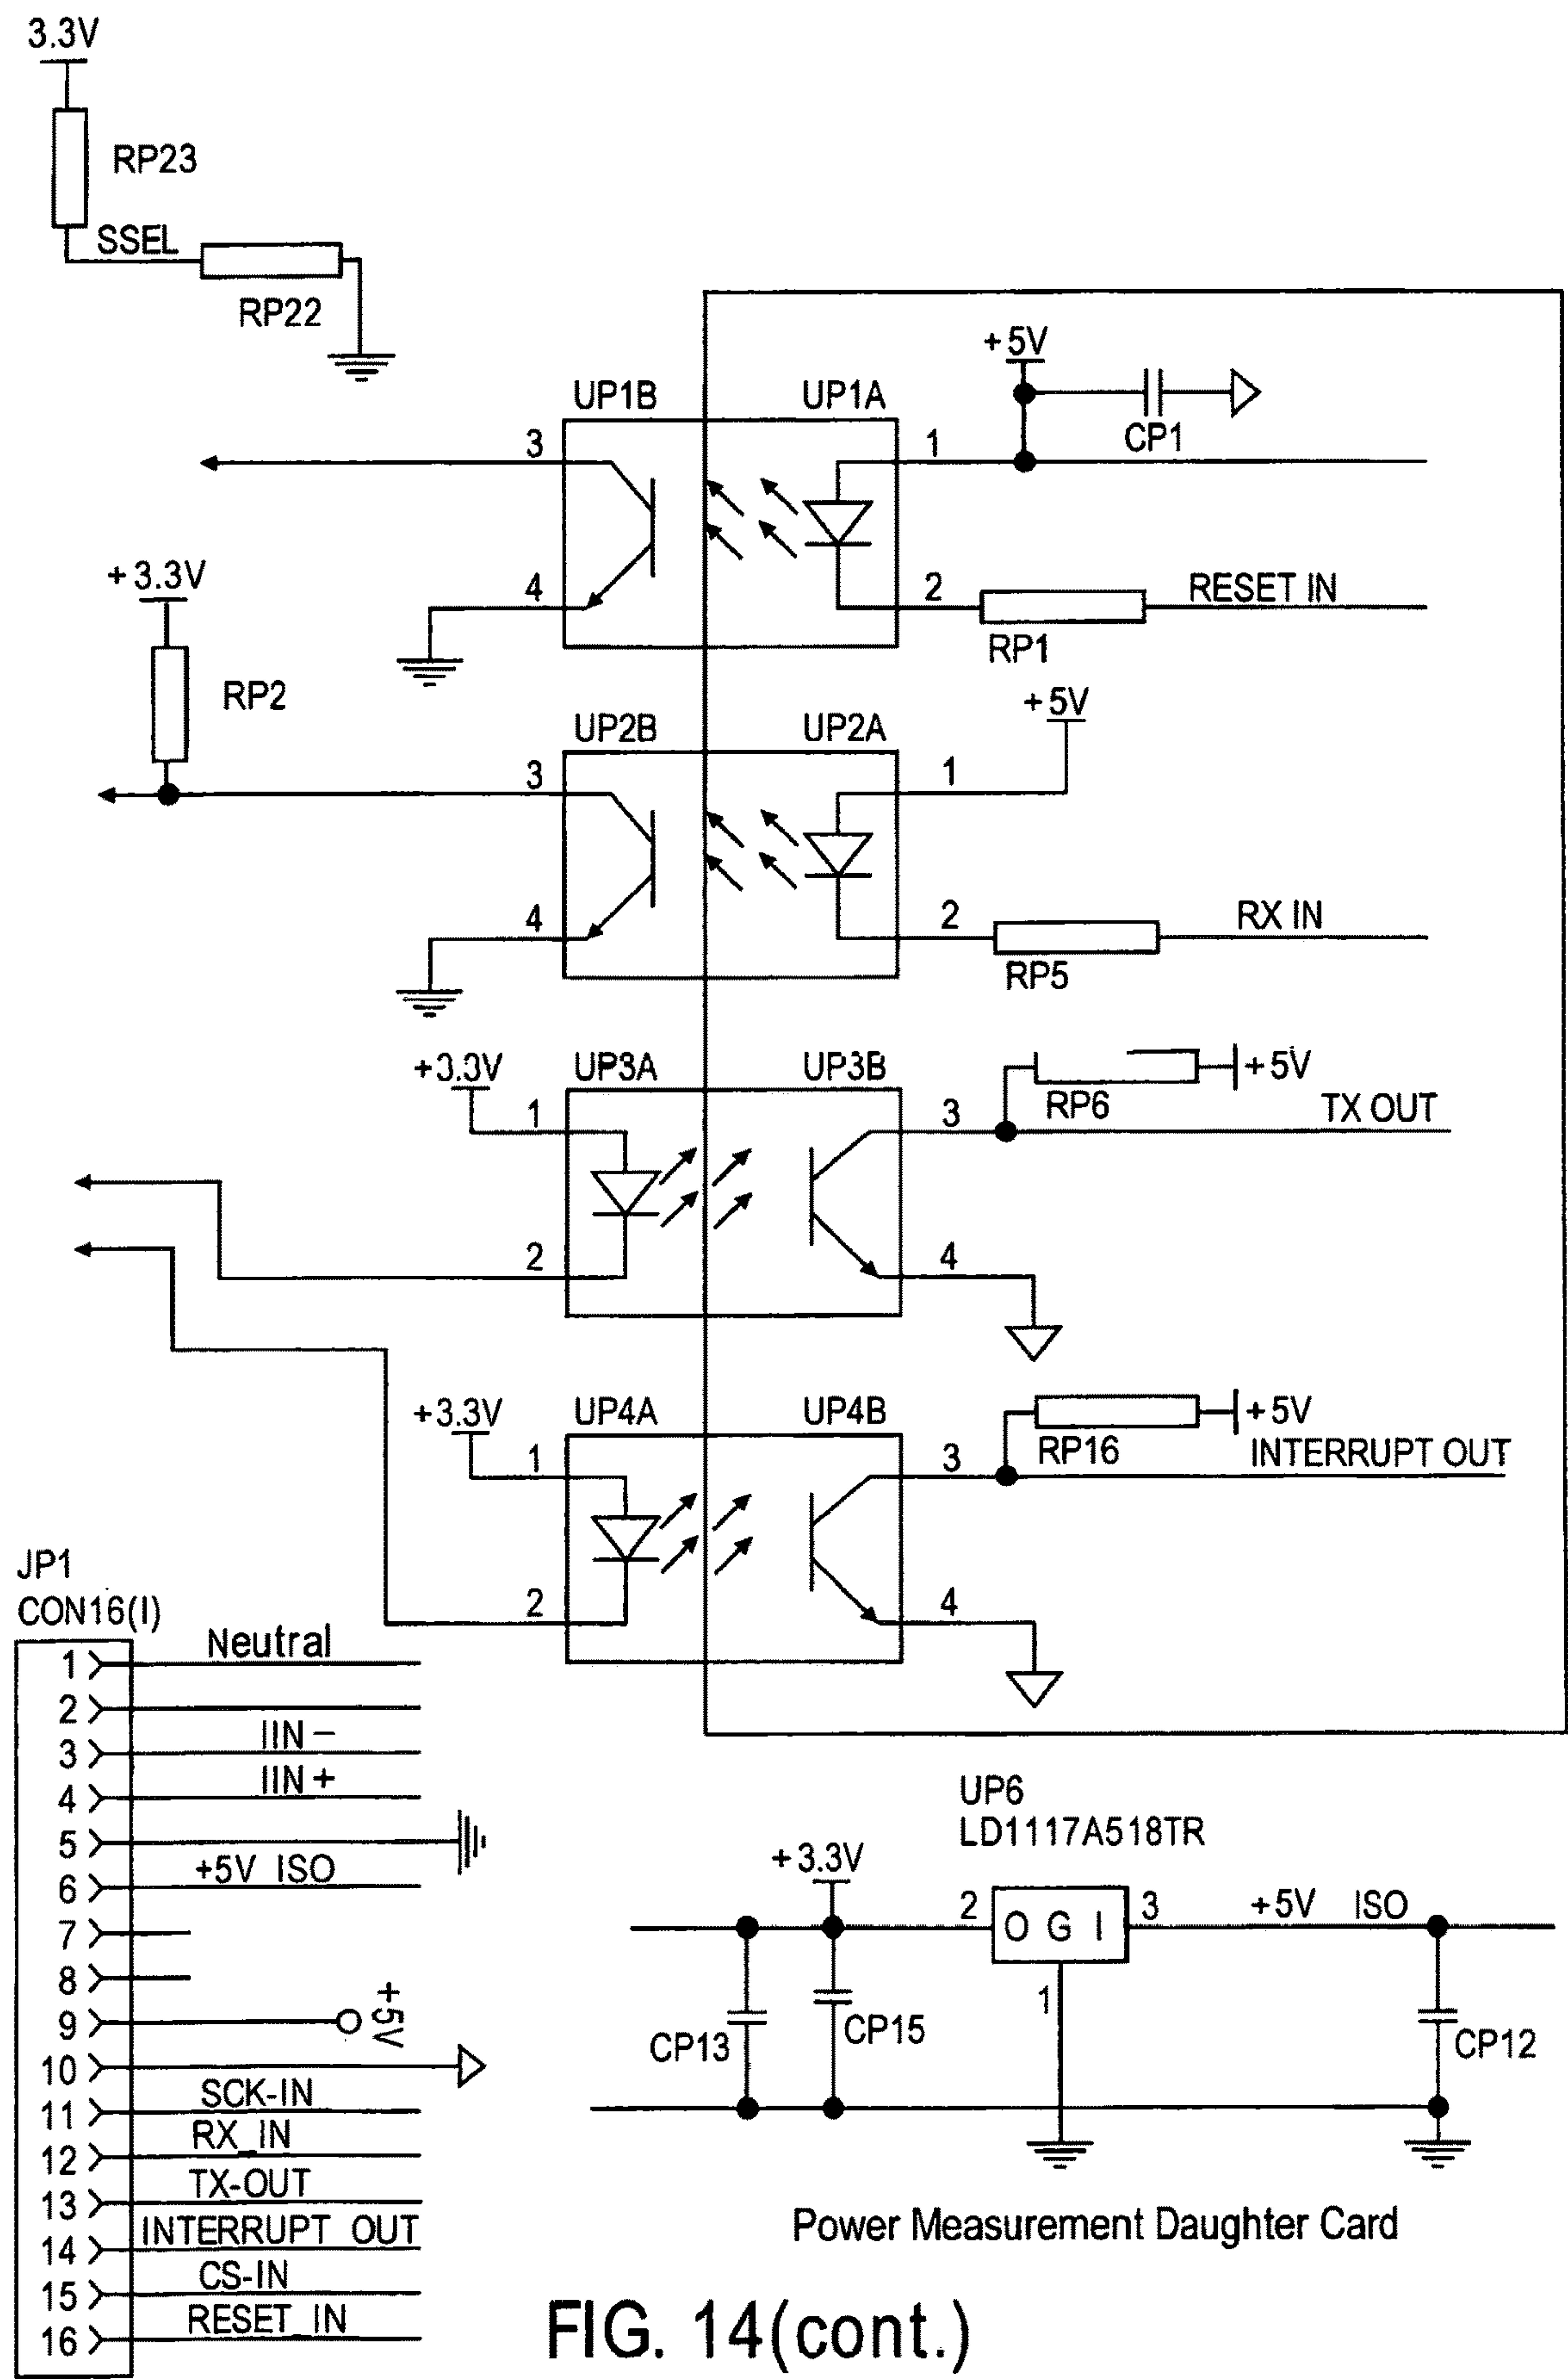 3.3V
RP23
SSEL
RP22
+5V
UP1B
UP1A
CP1
3
1
+3.3V
4
2
RESET IN
RP1
RP2
+5V
UP2B
UP2A
3
1
4
2
RX IN
RP5
+3.3V
UP3A
UP3B
+5V
RP6
1
3
TX OUT
2
4
+3.3V
UP4A
UP4B
+5V
RP16
1
3
INTERRUPT OUT
2
4
JP1
CON16(I)
1 Neutral
2
3 IIN-
4 IIN+
5
6 +5V ISO
7
8
9 +5V
10
11 SCK-IN
12 RX_IN
13 TX-OUT
14 INTERRUPT OUT
15 CS-IN
16 RESET_IN
UP6
LD1117A518TR
+3.3V
2 O G I 3 +5V ISO
1
CP13
CP15
CP12
Power Measurement Daughter Card
FIG. 14(cont.)